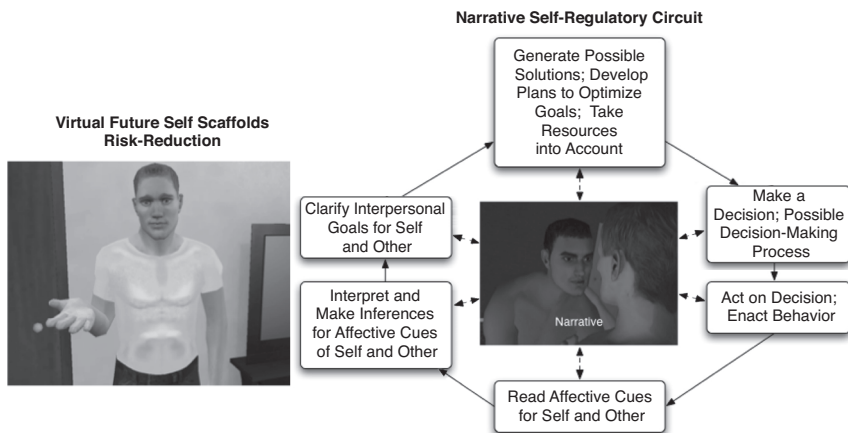 Narrative Self-Regulatory Circuit
Generate Possible
Solutions; Develop
Plans to Optimize
Goals; Take
Resources
into Account
Virtual Future Self Scaffolds
Risk-Reduction
Clarify Interpersonal
Goals for Self
and Other
Make a
Decision; Possible
Decision-Making
Process
Interpret and
Make Inferences
for Affective Cues
of Self and Other
Narrative
Act on Decision;
Enact Behavior
Read Affective Cues
for Self and Other